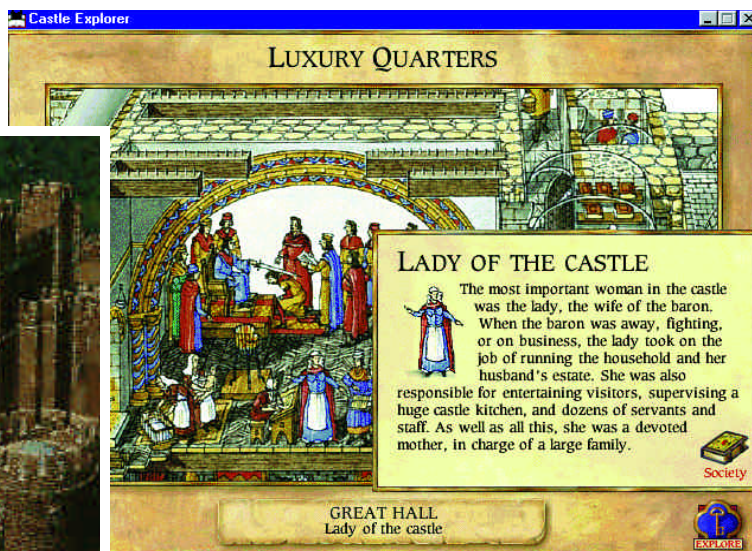 Castle Explorer
LUXURY QUARTERS
LADY OF THE CASTLE
The most important woman in the castle
was the lady, the wife of the baron.
When the baron was away, fighting,
or on business, the lady took on the
job of running the household and her
husband's estate. She was also
responsible for entertaining visitors, supervising a
huge castle kitchen, and dozens of servants and
staff. As well as all this, she was a devoted
mother, in charge of a large family.
Society
GREAT HALL
Lady of the castle
EXPLORE